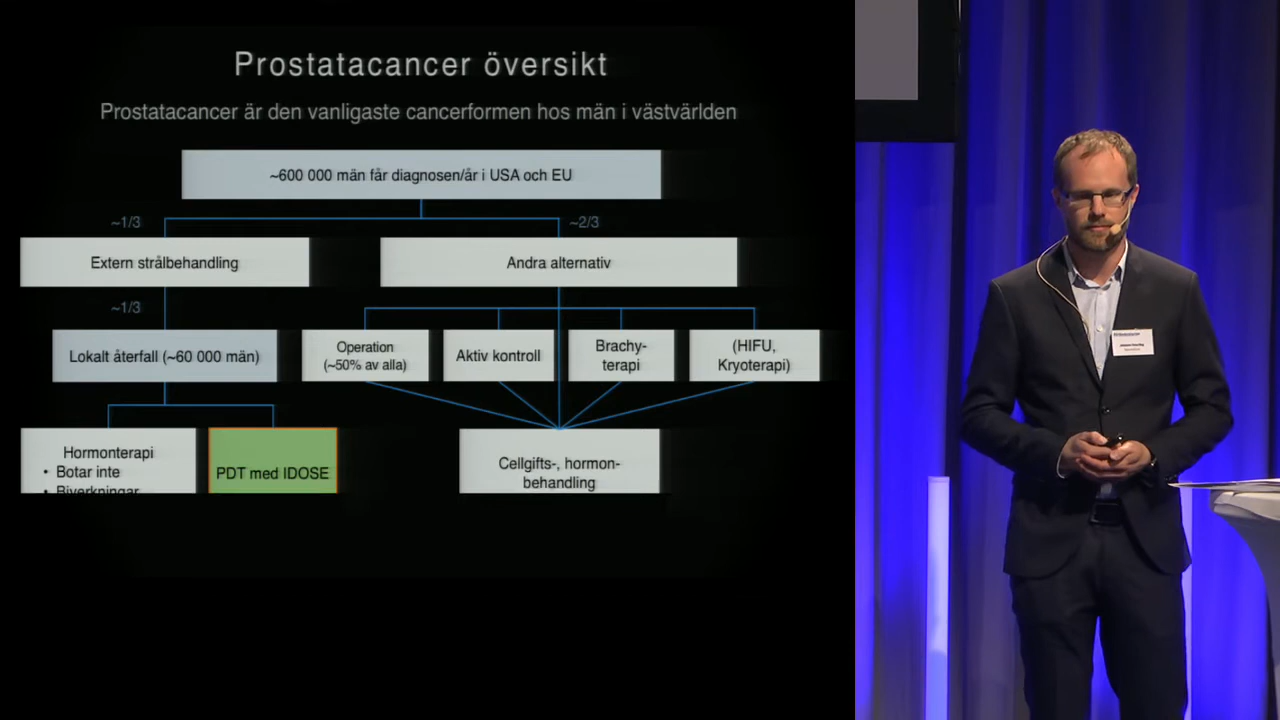 Prostatacancer översikt
Prostatacancer är den vanligaste cancerformen hos män i västvärlden
~600 000 män får diagnosen/år i USA och EU
~1/3
~2/3
Extern strålbehandling
Andra alternativ
~1/3
Lokalt återfall (~60 000 män)
Operation
(~50% av alla)
Aktiv kontroll
Brachy-
terapi
(HIFU,
Kryoterapi)
Hormonterapi
• Botar inte
• Biverkningar
PDT med IDOSE
Cellgifts-, hormon-
behandling